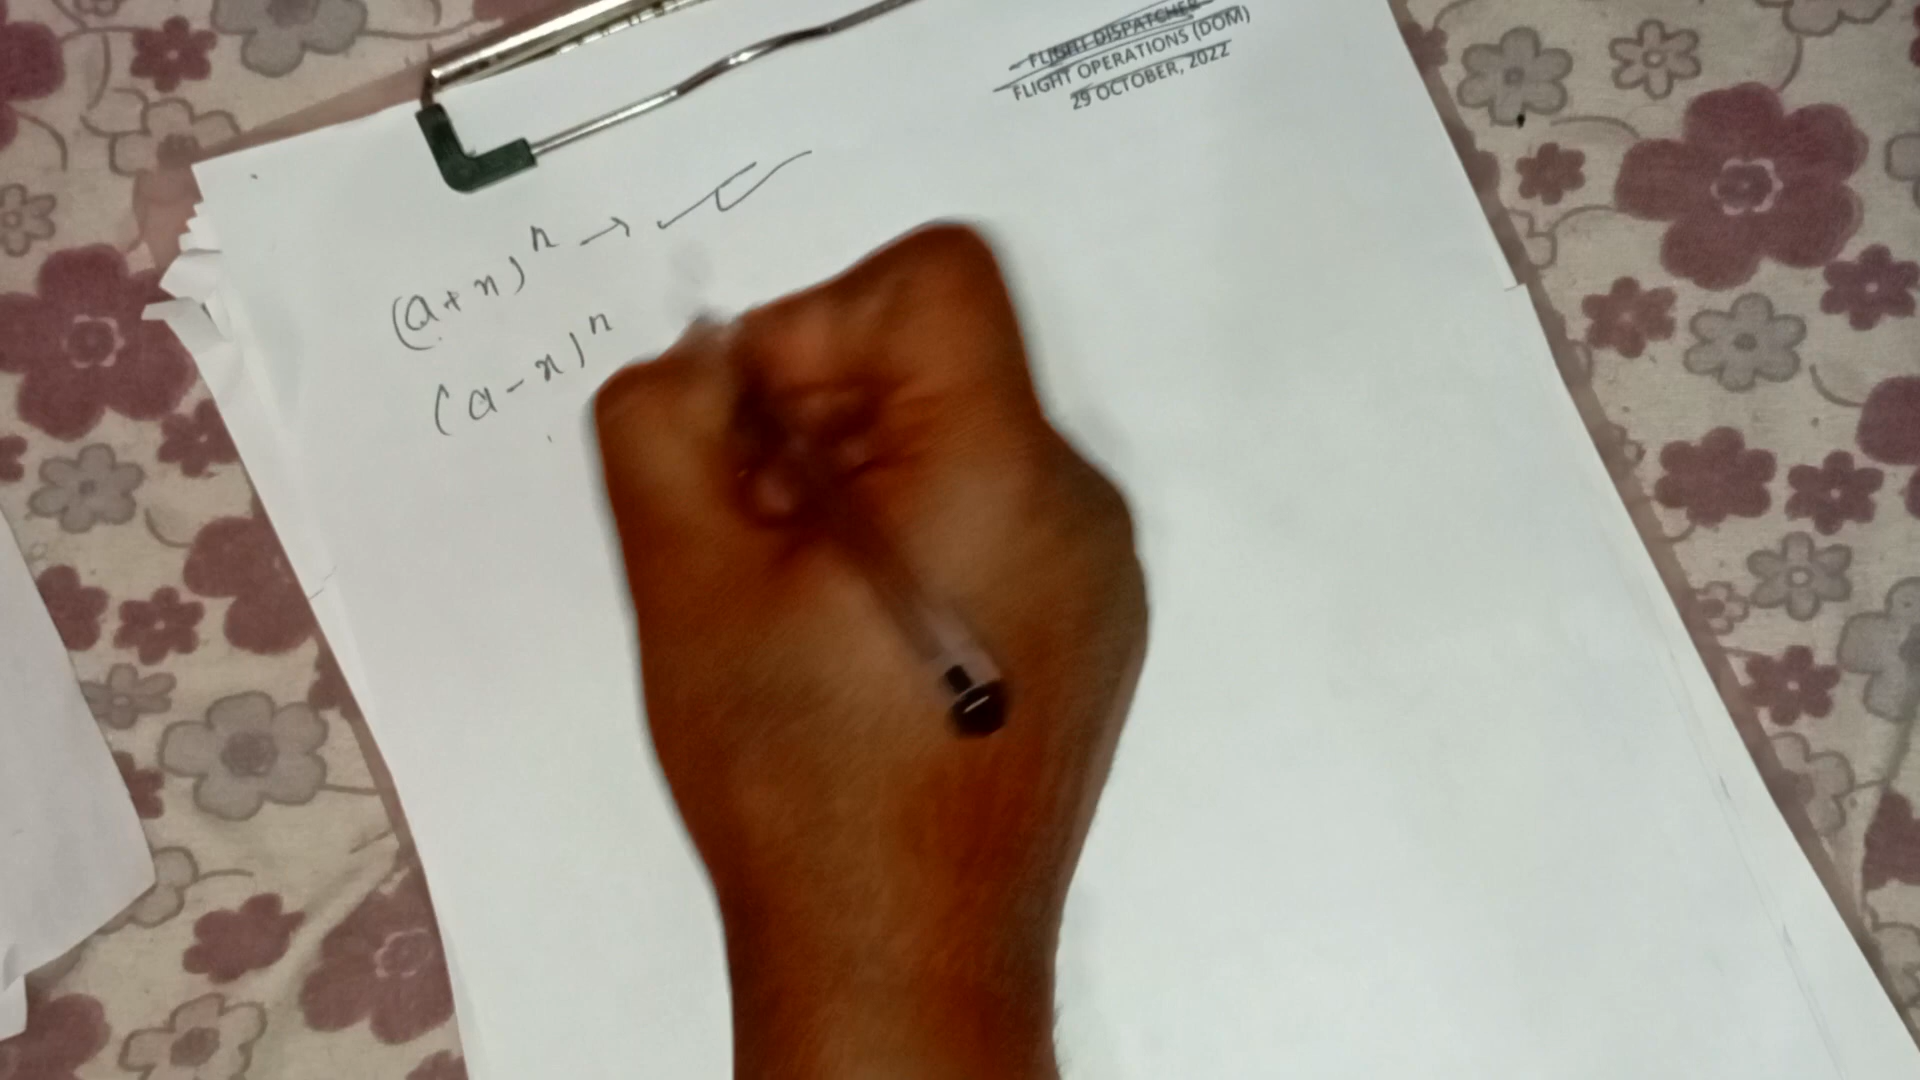 FLIGHT DISPATCHER
FLIGHT OPERATIONS (DOM)
29 OCTOBER, 2022
(a+x)^n →
(a-x)^n